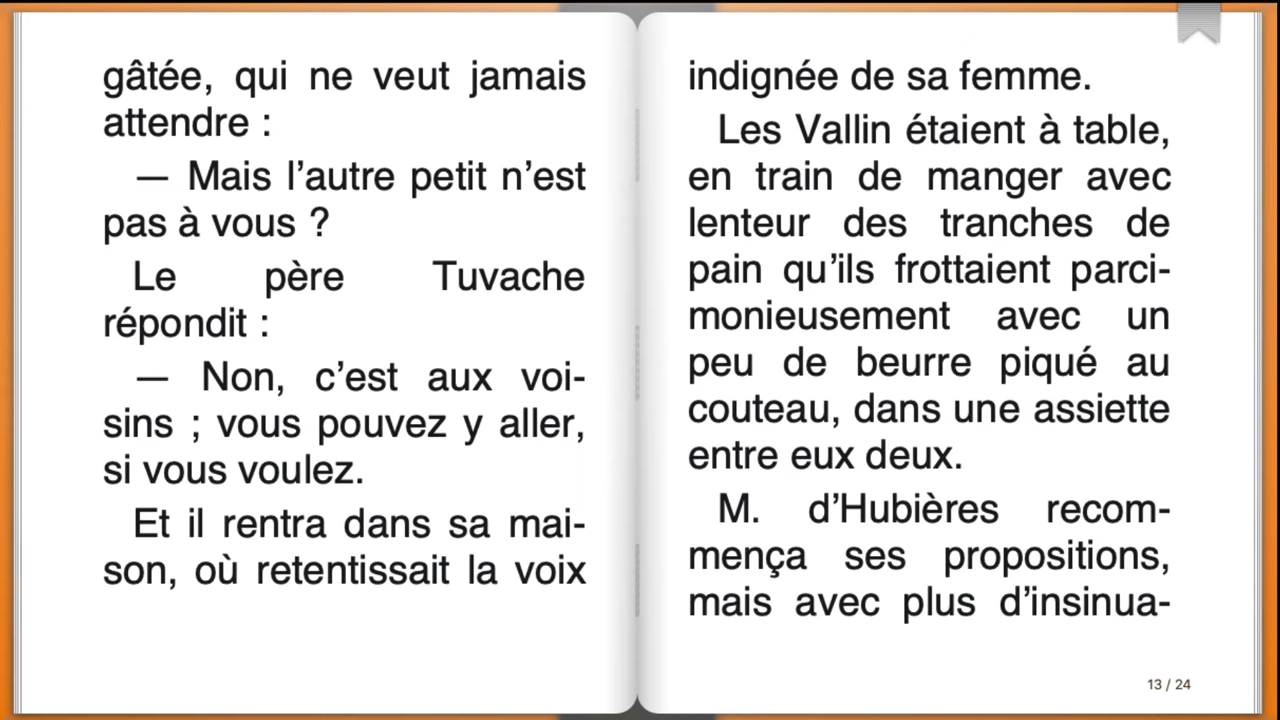 gâtée, qui ne veut jamais
attendre :
— Mais l’autre petit n’est
pas à vous ?
Le père Tuvache
répondit :
— Non, c’est aux voi-
sins ; vous pouvez y aller,
si vous voulez.
Et il rentra dans sa mai-
son, où retentissait la voix
indignée de sa femme.
Les Vallin étaient à table,
en train de manger avec
lenteur des tranches de
pain qu’ils frottaient parci-
monieusement avec un
peu de beurre piqué au
couteau, dans une assiette
entre eux deux.
M. d’Hubières recom-
mença ses propositions,
mais avec plus d’insinua-
13 / 24